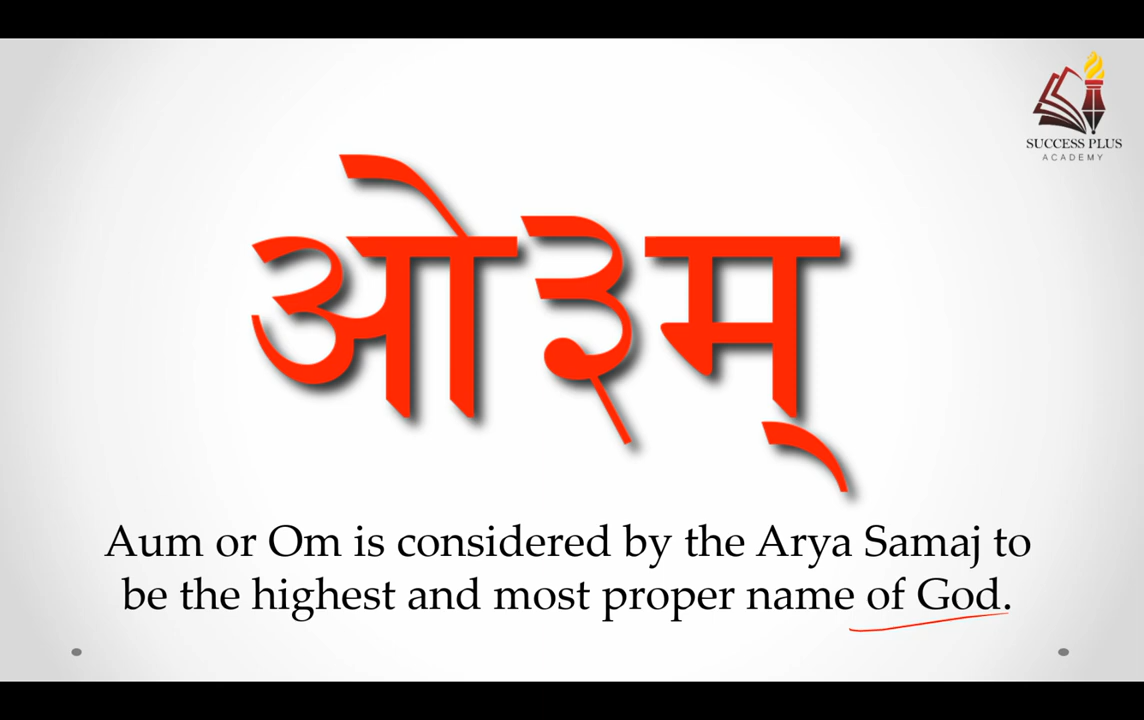 SUCCESS PLUS
ACADEMY
ओ३म्
Aum or Om is considered by the Arya Samaj to
be the highest and most proper name of God.